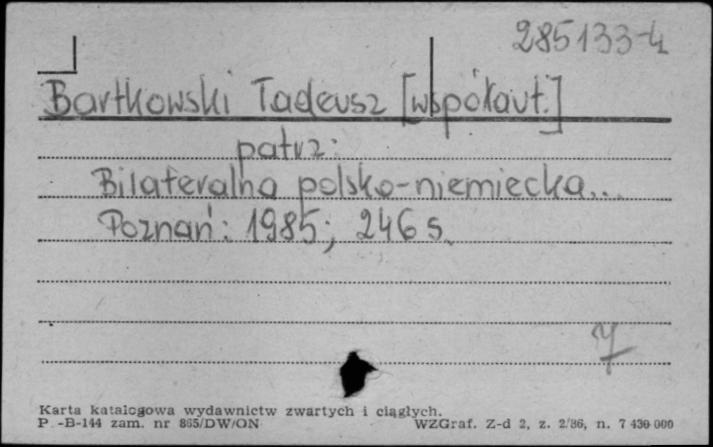 285133-4
Bartkowski Tadeusz [współaut.]
patrz:
Bilateralna polsko-niemiecka...
Poznań: 1985; 246 s.
7
Karta katalogowa wydawnictw zwartych i ciągłych.
P.-B-144 zam. nr 865/DW/ON WZGraf. Z-d 2, z. 2/86, n. 7 430 000